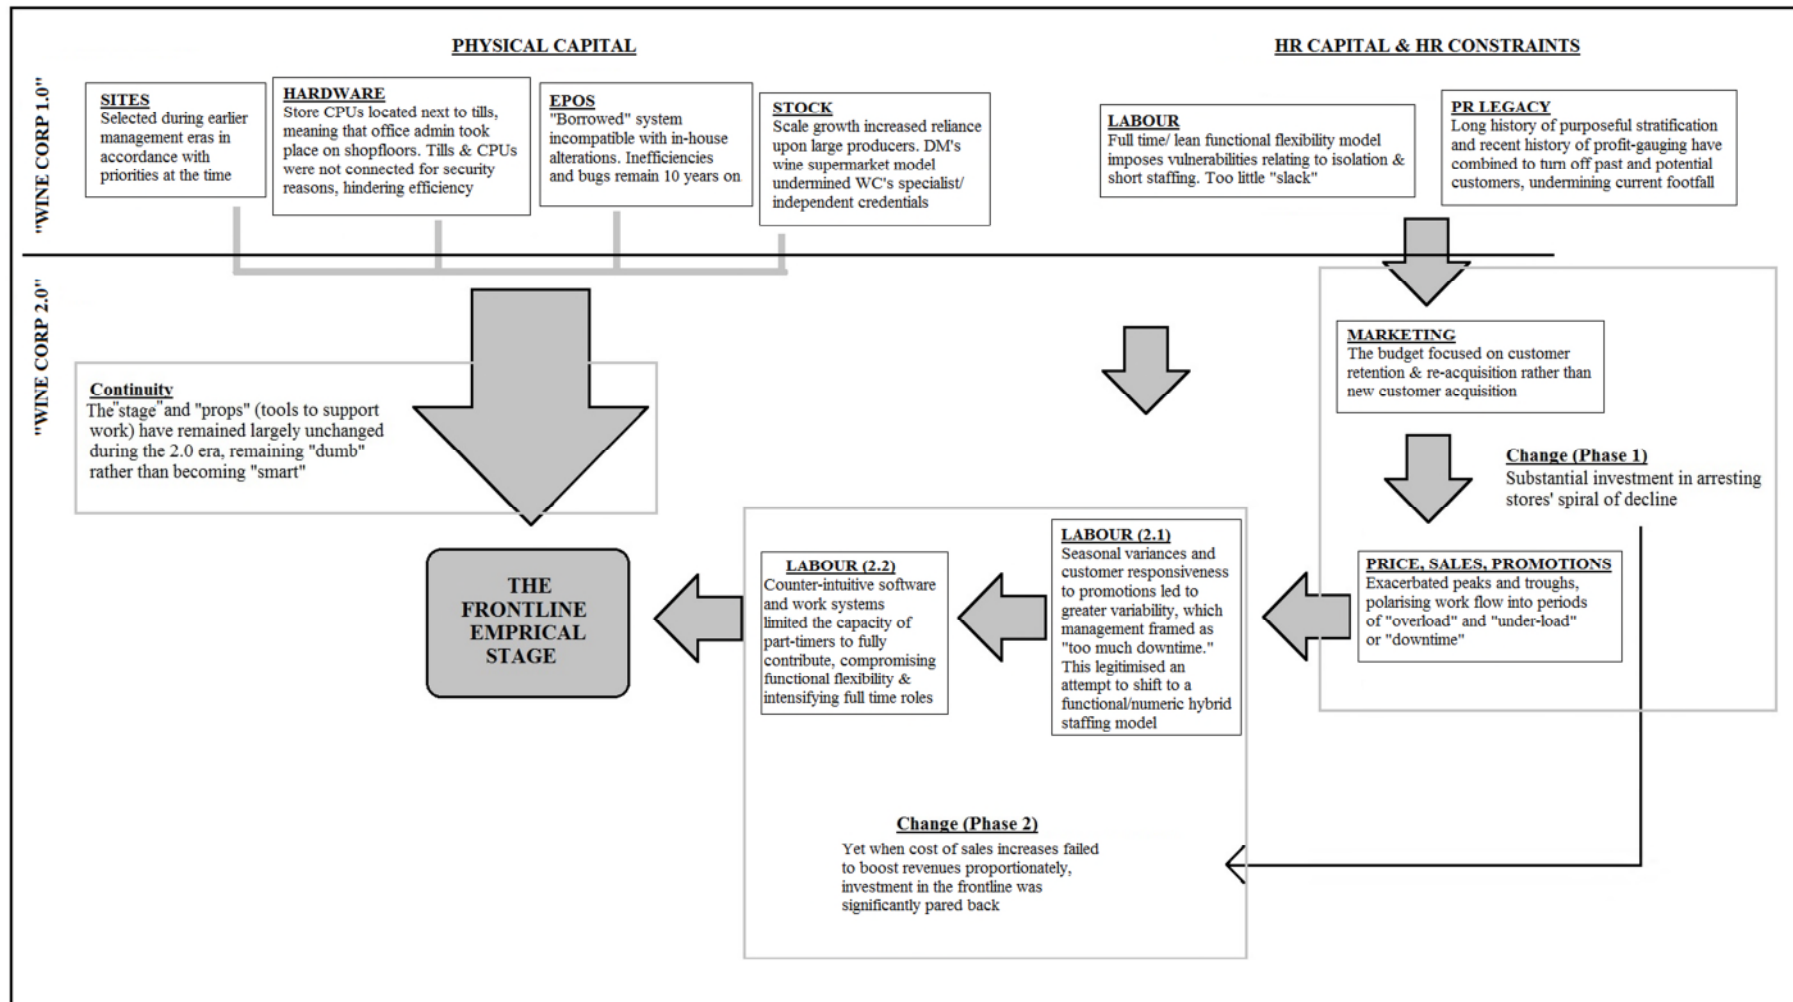 PHYSICAL CAPITAL
HR CAPITAL & HR CONSTRAINTS
"WINE CORP 1.0"
SITES
Selected during earlier
management eras in
accordance with
priorities at the time
HARDWARE
Store CPUs located next to tills,
meaning that office admin took
place on shopfloors. Tills & CPUs
were not connected for security
reasons, hindering efficiency
EPOS
"Borrowed" system
incompatible with in-house
alterations. Inefficiencies
and bugs remain 10 years on
STOCK
Scale growth increased reliance
upon large producers. DM's
wine supermarket model
undermined WC's specialist/
independent credentials
LABOUR
Full time/ lean functional flexibility model
imposes vulnerabilities relating to isolation &
short staffing. Too little "slack"
PR LEGACY
Long history of purposeful stratification
and recent history of profit-gauging have
combined to turn off past and potential
customers, undermining current footfall
"WINE CORP 2.0"
Continuity
The"stage"and "props" (tools to support
work) have remained largely unchanged
during the 2.0 era, remaining "dumb"
rather than becoming "smart"
MARKETING
The budget focused on customer
retention & re-acquisition rather than
new customer acquisition
Change (Phase 1)
Substantial investment in arresting
stores' spiral of decline
PRICE, SALES, PROMOTIONS
Exacerbated peaks and troughs,
polarising work flow into periods
of "overload" and "under-load"
or "downtime"
LABOUR (2.1)
Seasonal variances and
customer responsiveness
to promotions led to
greater variability, which
management framed as
"too much downtime."
This legitimised an
attempt to shift to a
functional/numeric hybrid
staffing model
LABOUR (2.2)
Counter-intuitive software
and work systems
limited the capacity of
part-timers to fully
contribute, compromising
functional flexibility &
intensifying full time roles
THE
FRONTLINE
EMPRICAL
STAGE
Change (Phase 2)
Yet when cost of sales increases failed
to boost revenues proportionately,
investment in the frontline was
significantly pared back